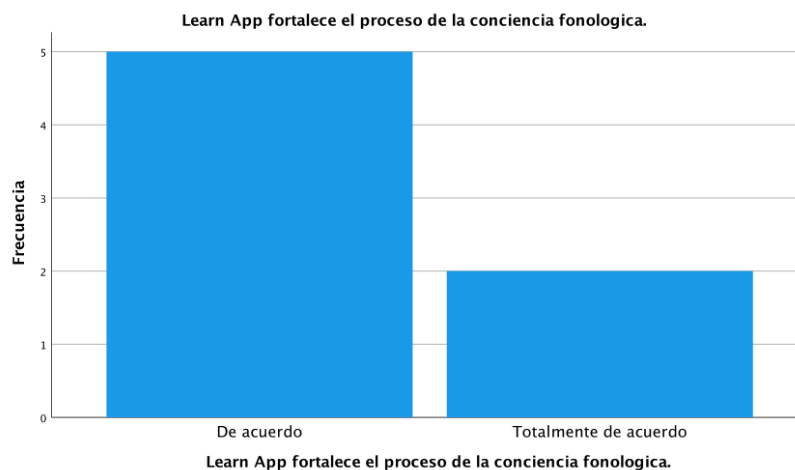 Learn App fortalece el proceso de la conciencia fonologica.
Frecuencia
5
4
3
2
1
0
De acuerdo
Totalmente de acuerdo
Learn App fortalece el proceso de la conciencia fonologica.